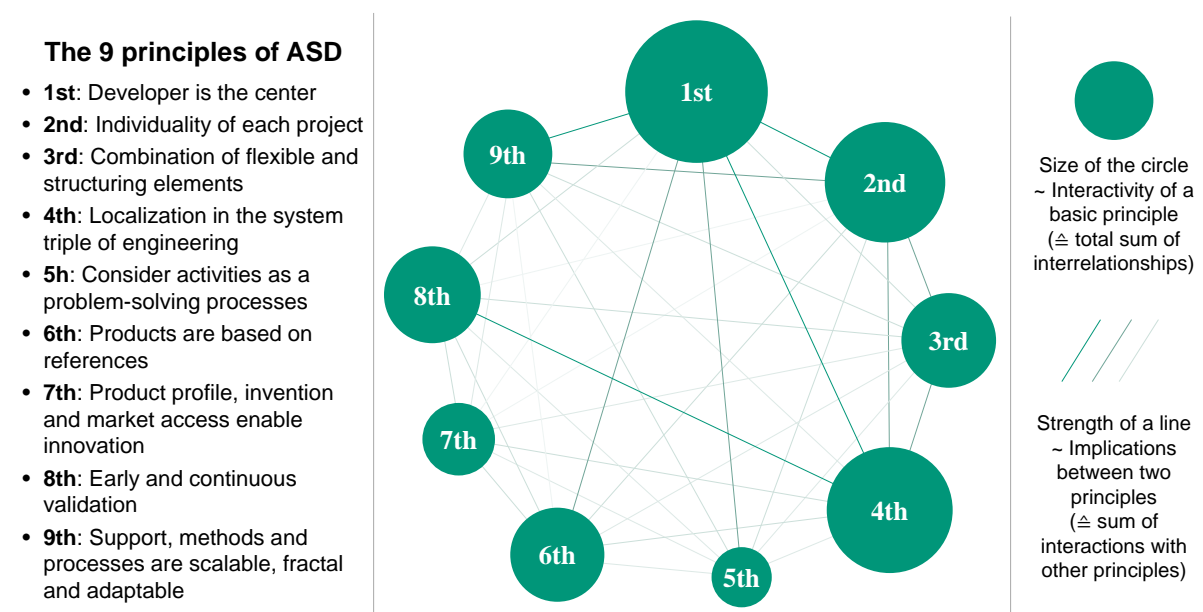 The 9 principles of ASD
• 1st: Developer is the center
• 2nd: Individuality of each project
• 3rd: Combination of flexible and
structuring elements
• 4th: Localization in the system
triple of engineering
• 5h: Consider activities as a
problem-solving processes
• 6th: Products are based on
references
• 7th: Product profile, invention
and market access enable
innovation
• 8th: Early and continuous
validation
• 9th: Support, methods and
processes are scalable, fractal
and adaptable
1st
2nd
3rd
4th
5th
6th
7th
8th
9th
Size of the circle
~ Interactivity of a
basic principle
(≙ total sum of
interrelationships)
Strength of a line
~ Implications
between two
principles
(≙ sum of
interactions with
other principles)